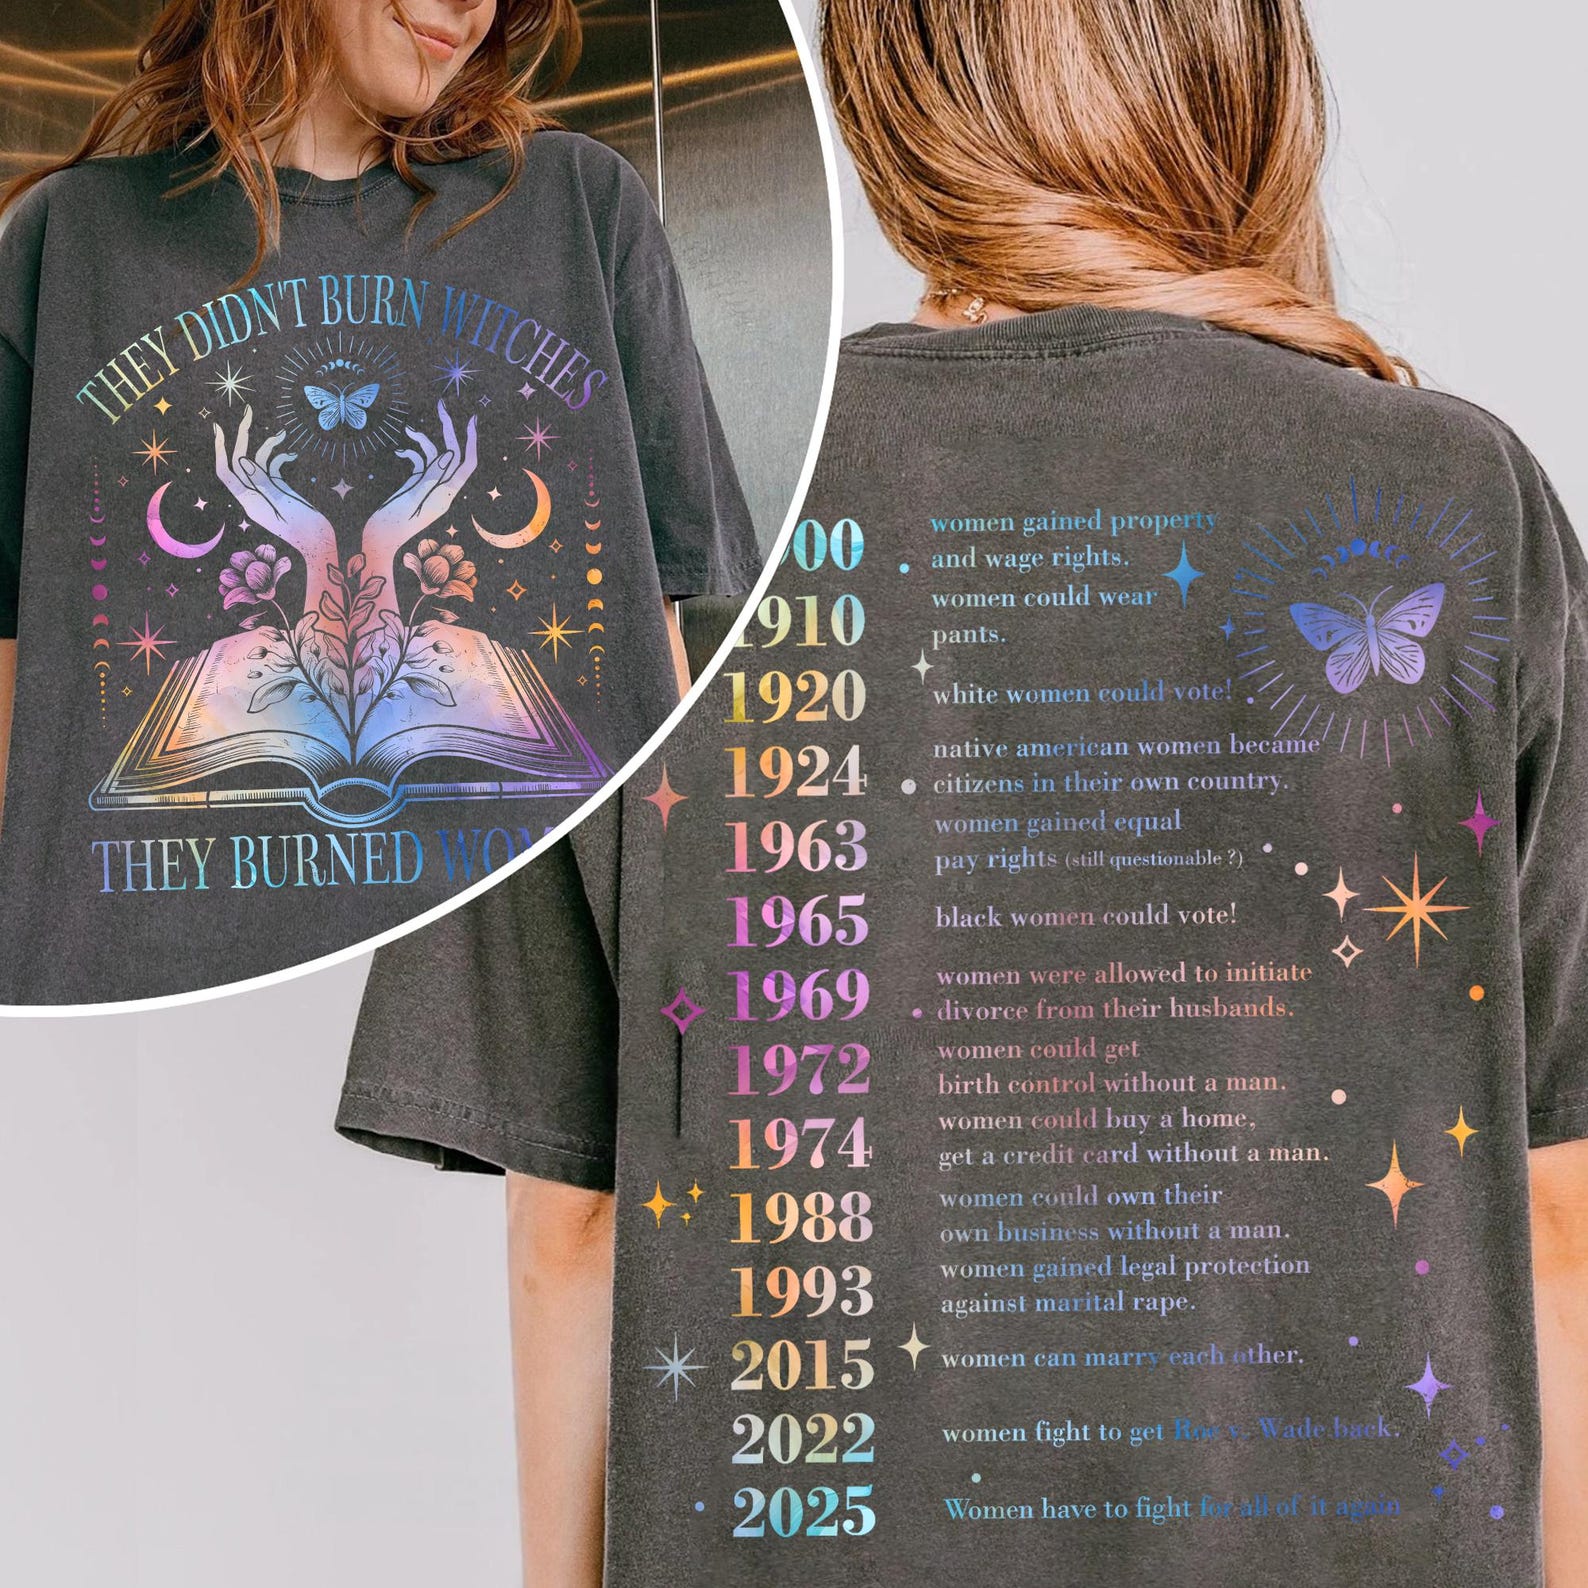 THEY DIDN'T BURN WITCHES
THEY BURNED
00
women gained property
and wage rights.
1910
women could wear
pants.
1920
white women could vote!
1924
native american women became
citizens in their own country.
1963
women gained equal
pay rights (still questionable ?)
1965
black women could vote!
1969
women were allowed to initiate
divorce from their husbands.
1972
women could get
birth control without a man.
1974
women could buy a home,
get a credit card without a man.
1988
women could own their
own business without a man.
1993
women gained legal protection
against marital rape.
2015
women can marry each other.
2022
women fight to get Roe v. Wade back.
2025
Women have to fight for all of it again